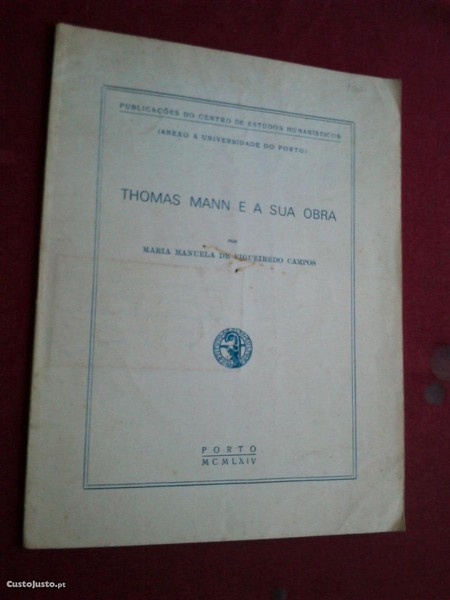 PUBLICAÇÕES DO CENTRO DE ESTUDOS HUMANÍSTICOS
(ANEXO À UNIVERSIDADE DO PORTO)
THOMAS MANN E A SUA OBRA
POR
MARIA MANUELA DE FIGUEIREDO CAMPOS
PORTO
MCMLXIV
CustoJusto.pt